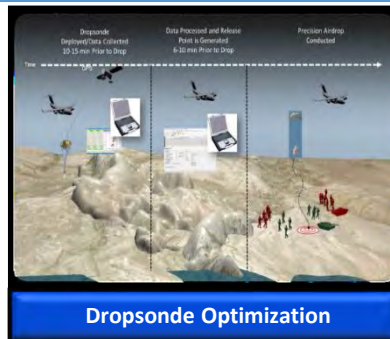 Dropsonde
Deployed/Data Collected
10-15 min Prior to Drop
Data Processed and Release
Point is Generated
6-10 min Prior to Drop
Precision Airdrop
Conducted
Time
GPS
Dropsonde Optimization